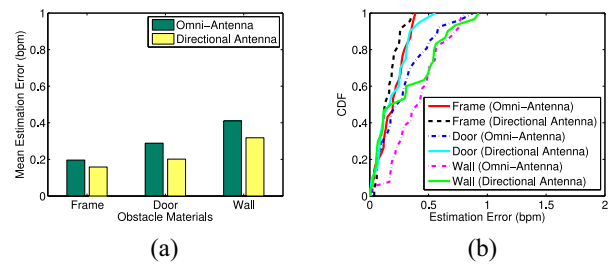 Mean Estimation Error (bpm)
1
0.8
0.6
0.4
0.2
0
Omni-Antenna
Directional Antenna
Frame Door Wall
Obstacle Materials
(a)
CDF
1
0.8
0.6
0.4
0.2
0
Frame (Omni-Antenna)
Frame (Directional Antenna)
Door (Omni-Antenna)
Door (Directional Antenna)
Wall (Omni-Antenna)
Wall (Directional Antenna)
0 0.5 1 1.5 2
Estimation Error (bpm)
(b)